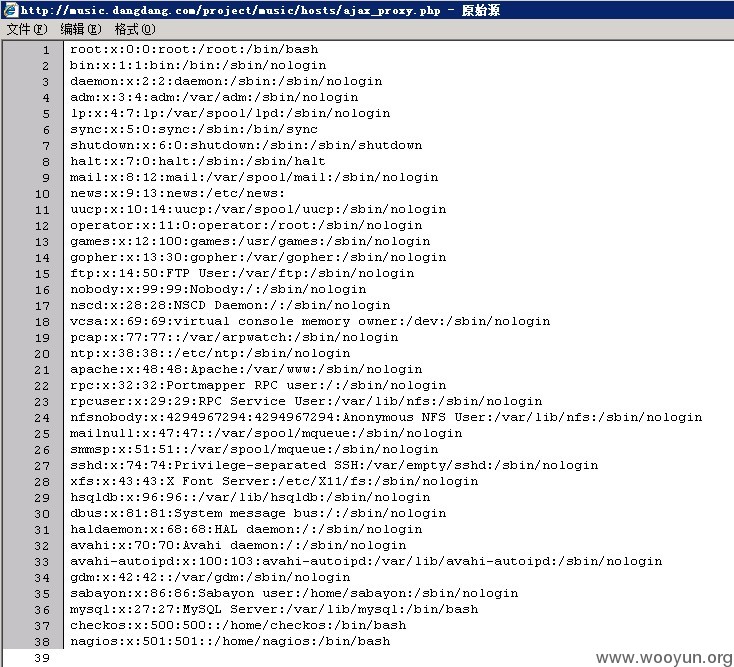 http://music.dangdang.com/project/music/hosts/ajax_proxy.php - 原始源
文件(F) 编辑(E) 格式(O)
1 root:x:0:0:root:/root:/bin/bash
2 bin:x:1:1:bin:/bin:/sbin/nologin
3 daemon:x:2:2:daemon:/sbin:/sbin/nologin
4 adm:x:3:4:adm:/var/adm:/sbin/nologin
5 lp:x:4:7:lp:/var/spool/lpd:/sbin/nologin
6 sync:x:5:0:sync:/sbin:/bin/sync
7 shutdown:x:6:0:shutdown:/sbin:/sbin/shutdown
8 halt:x:7:0:halt:/sbin:/sbin/halt
9 mail:x:8:12:mail:/var/spool/mail:/sbin/nologin
10 news:x:9:13:news:/etc/news:
11 uucp:x:10:14:uucp:/var/spool/uucp:/sbin/nologin
12 operator:x:11:0:operator:/root:/sbin/nologin
13 games:x:12:100:games:/usr/games:/sbin/nologin
14 gopher:x:13:30:gopher:/var/gopher:/sbin/nologin
15 ftp:x:14:50:FTP User:/var/ftp:/sbin/nologin
16 nobody:x:99:99:Nobody:/:/sbin/nologin
17 nscd:x:28:28:NSCD Daemon:/:/sbin/nologin
18 vcsa:x:69:69:virtual console memory owner:/dev:/sbin/nologin
19 pcap:x:77:77::/var/arpwatch:/sbin/nologin
20 ntp:x:38:38::/etc/ntp:/sbin/nologin
21 apache:x:48:48:Apache:/var/www:/sbin/nologin
22 rpc:x:32:32:Portmapper RPC user:/:/sbin/nologin
23 rpcuser:x:29:29:RPC Service User:/var/lib/nfs:/sbin/nologin
24 nfsnobody:x:4294967294:4294967294:Anonymous NFS User:/var/lib/nfs:/sbin/nologin
25 mailnull:x:47:47::/var/spool/mqueue:/sbin/nologin
26 smmsp:x:51:51::/var/spool/mqueue:/sbin/nologin
27 sshd:x:74:74:Privilege-separated SSH:/var/empty/sshd:/sbin/nologin
28 xfs:x:43:43:X Font Server:/etc/X11/fs:/sbin/nologin
29 hsqldb:x:96:96::/var/lib/hsqldb:/sbin/nologin
30 dbus:x:81:81:System message bus:/:/sbin/nologin
31 haldaemon:x:68:68:HAL daemon:/:/sbin/nologin
32 avahi:x:70:70:Avahi daemon:/:/sbin/nologin
33 avahi-autoipd:x:100:103:avahi-autoipd:/var/lib/avahi-autoipd:/sbin/nologin
34 gdm:x:42:42::/var/gdm:/sbin/nologin
35 sabayon:x:86:86:Sabayon user:/home/sabayon:/sbin/nologin
36 mysql:x:27:27:MySQL Server:/var/lib/mysql:/bin/bash
37 checkos:x:500:500::/home/checkos:/bin/bash
38 nagios:x:501:501::/home/nagios:/bin/bash
39
www.wooyun.org